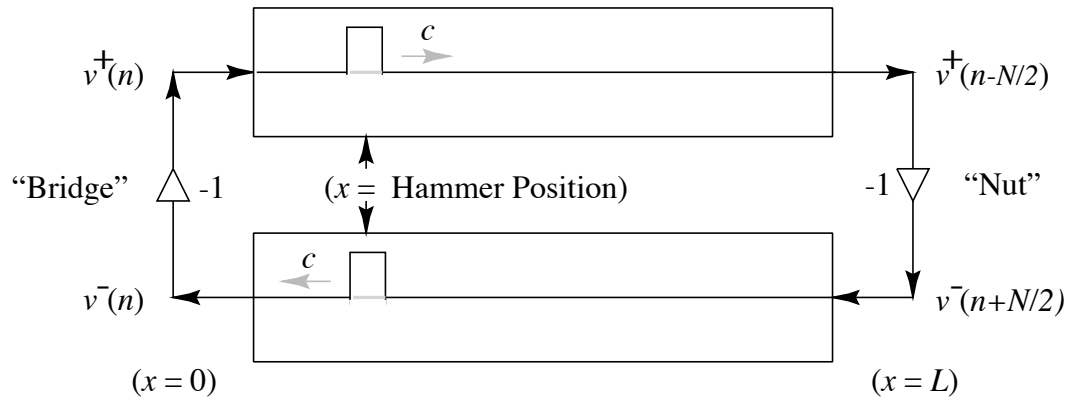 c
v⁺(n)
v⁺(n-N/2)
“Bridge”
-1
(x = Hammer Position)
-1
“Nut”
c
v⁻(n)
v⁻(n+N/2)
(x = 0)
(x = L)